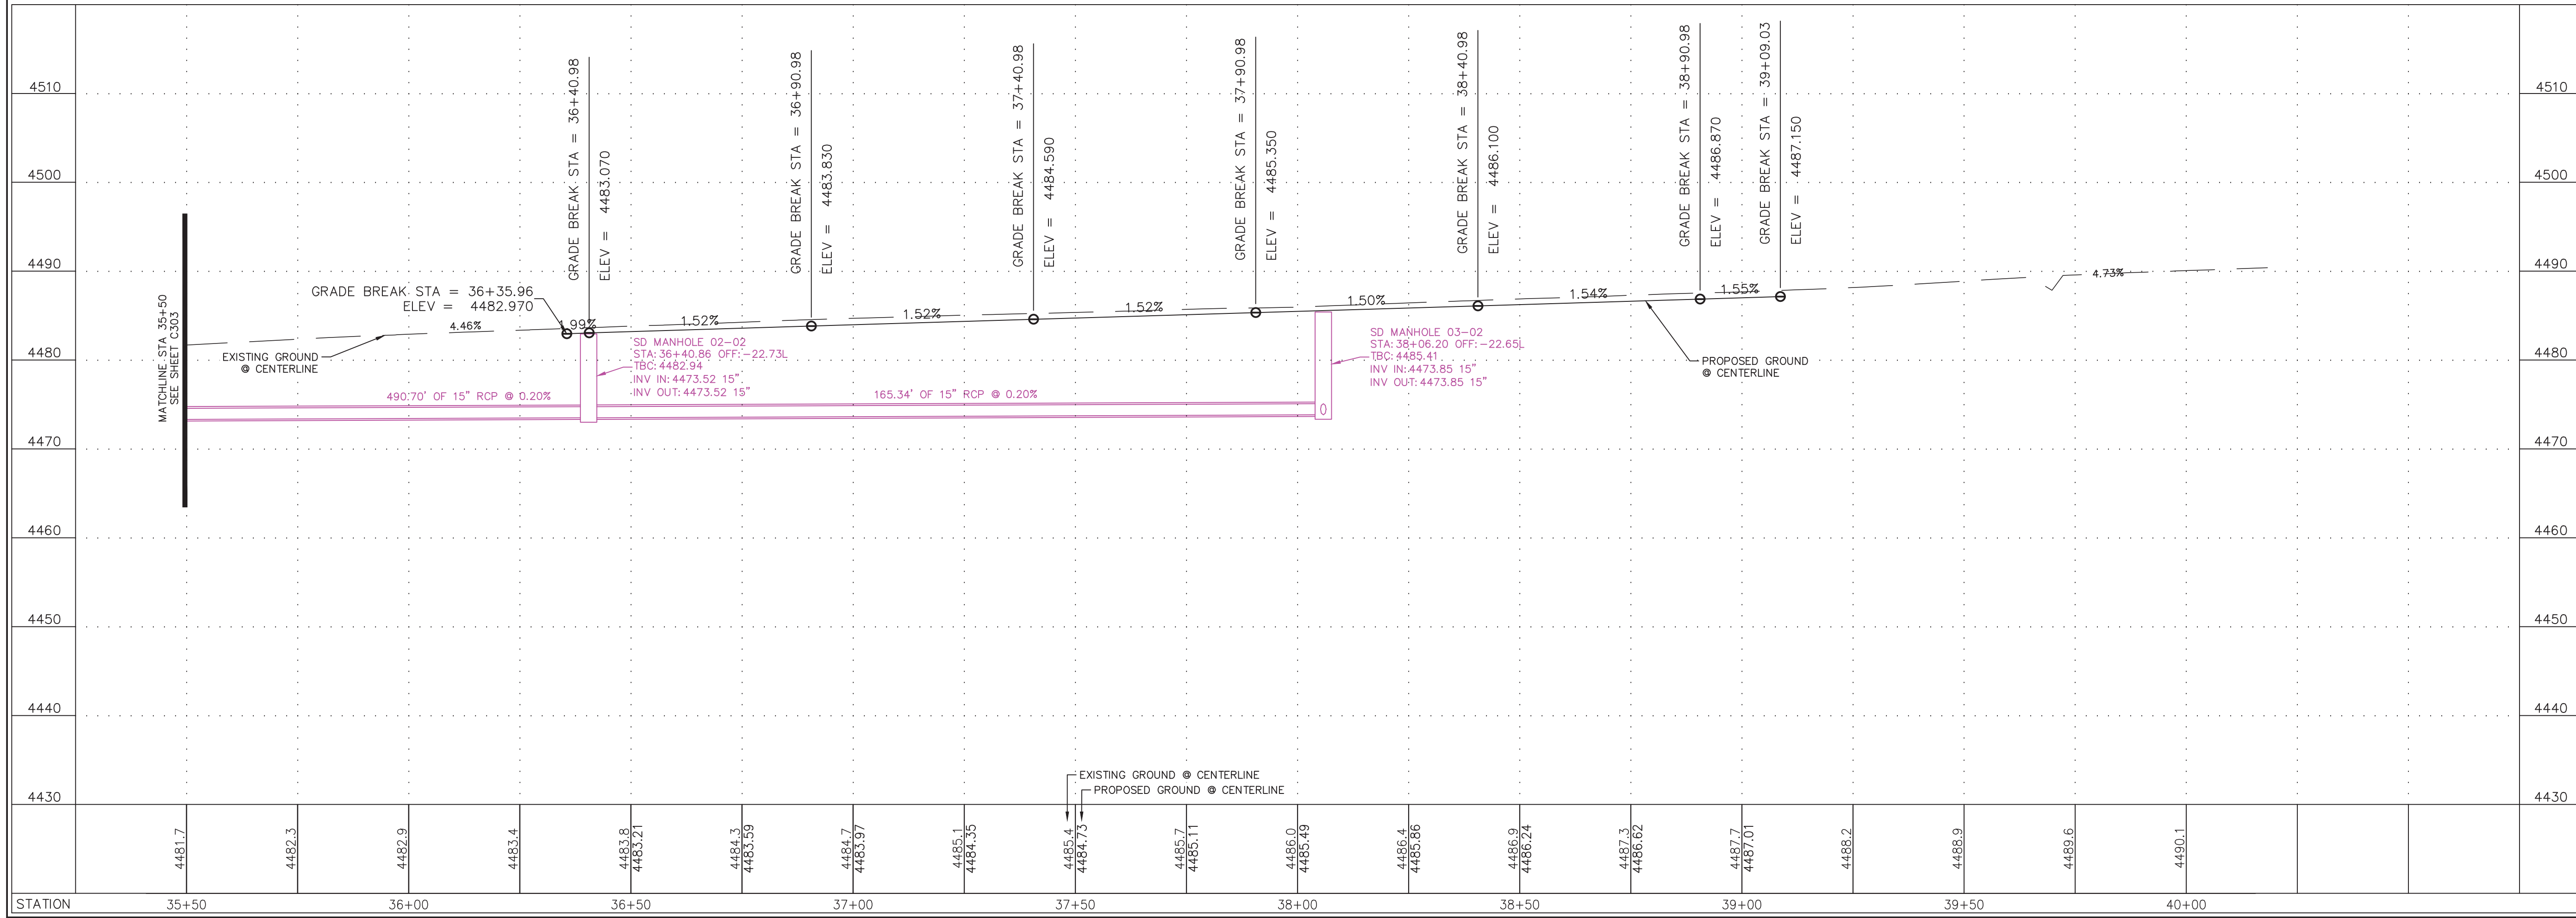 4510
4500
4490
4480
4470
4460
4450
4440
4430
4510
4500
4490
4480
4470
4460
4450
4440
4430
MATCHLINE STA 35+50
SEE SHEET C303
GRADE BREAK STA = 36+35.96
ELEV = 4482.970
GRADE BREAK STA = 36+40.98
ELEV = 4483.070
GRADE BREAK STA = 36+90.98
ELEV = 4483.830
GRADE BREAK STA = 37+40.98
ELEV = 4484.590
GRADE BREAK STA = 37+90.98
ELEV = 4485.350
GRADE BREAK STA = 38+40.98
ELEV = 4486.100
GRADE BREAK STA = 38+90.98
ELEV = 4486.870
GRADE BREAK STA = 39+09.03
ELEV = 4487.150
4.46%
1.99%
1.52%
1.52%
1.52%
1.50%
1.54%
1.55%
4.73%
EXISTING GROUND
@ CENTERLINE
PROPOSED GROUND
@ CENTERLINE
SD MANHOLE 02-02
STA: 36+40.86 OFF:-22.73L
TBC: 4482.94
INV IN: 4473.52 15"
INV OUT: 4473.52 15"
SD MANHOLE 03-02
STA: 38+06.20 OFF:-22.65L
TBC: 4485.41
INV IN: 4473.85 15"
INV OUT: 4473.85 15"
490.70' OF 15" RCP @ 0.20%
165.34' OF 15" RCP @ 0.20%
EXISTING GROUND @ CENTERLINE
PROPOSED GROUND @ CENTERLINE
4481.7
4482.3
4482.9
4483.4
4483.8
4483.21
4484.3
4483.59
4484.7
4483.97
4485.1
4484.35
4485.4
4484.73
4485.7
4485.11
4486.0
4485.49
4486.4
4485.86
4486.9
4486.24
4487.3
4486.62
4487.7
4487.01
4488.2
4488.9
4489.6
4490.1
STATION
35+50
36+00
36+50
37+00
37+50
38+00
38+50
39+00
39+50
40+00